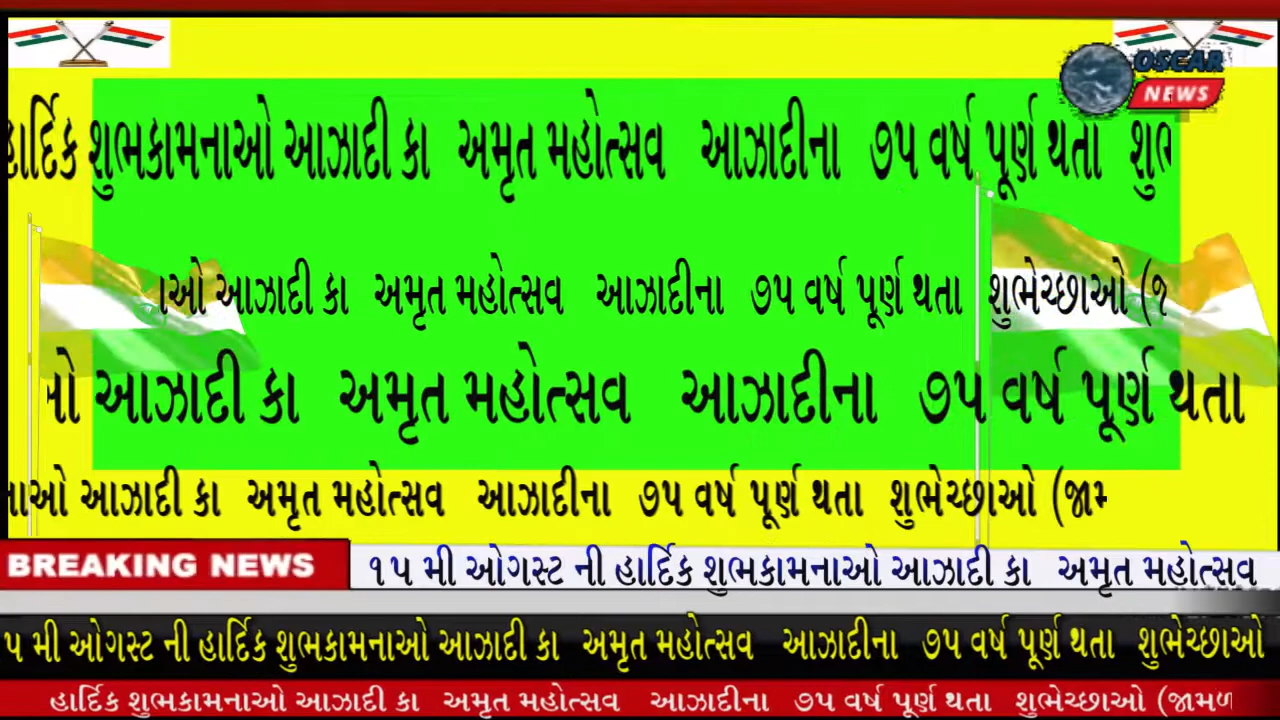 OSCAR
NEWS
હાર્દિક શુભકામનાઓ આઝાદી કા અમૃત મહોત્સવ આઝાદીના ૭૫ વર્ષ પૂર્ણ થતા
આઝાદી કા અમૃત મહોત્સવ આઝાદીના ૭૫ વર્ષ પૂર્ણ થતા શુભેચ્છાઓ
આઝાદી કા અમૃત મહોત્સવ આઝાદીના ૭૫ વર્ષ પૂર્ણ થતા
આઝાદી કા અમૃત મહોત્સવ આઝાદીના ૭૫ વર્ષ પૂર્ણ થતા શુભેચ્છાઓ (જામ
BREAKING NEWS ૧૫ મી ઓગસ્ટ ની હાર્દિક શુભકામનાઓ આઝાદી કા અમૃત મહોત્સવ
૫ મી ઓગસ્ટ ની હાર્દિક શુભકામનાઓ આઝાદી કા અમૃત મહોત્સવ આઝાદીના ૭૫ વર્ષ પૂર્ણ થતા શુભેચ્છાઓ
હાર્દિક શુભકામનાઓ આઝાદી કા અમૃત મહોત્સવ આઝાદીના ૭૫ વર્ષ પૂર્ણ થતા શુભેચ્છાઓ (જામળ